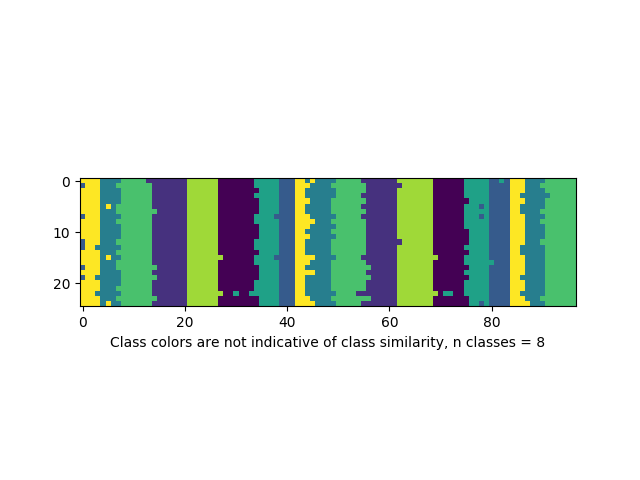 0
10
20
0 20 40 60 80
Class colors are not indicative of class similarity, n classes = 8